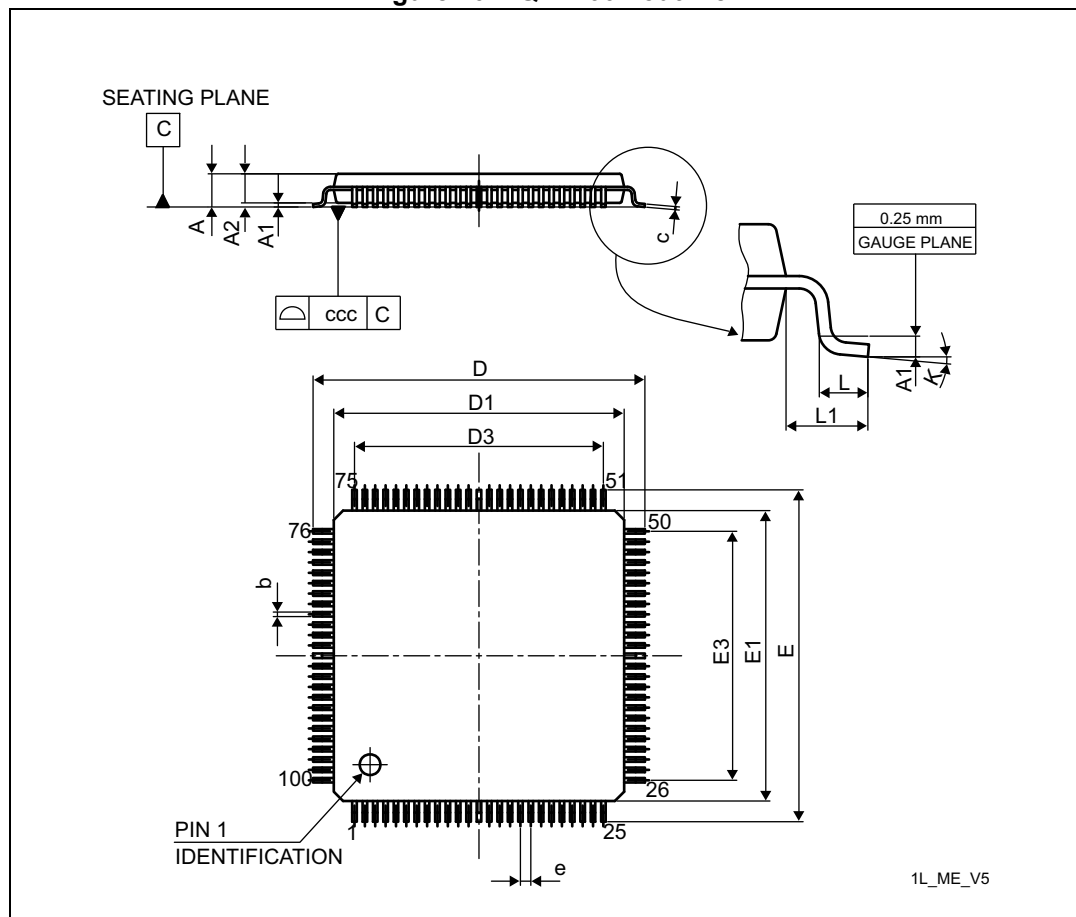 SEATING PLANE
C
A
A2
A1
c
ccc
C
0.25 mm
GAUGE PLANE
A1
K
L
L1
D
D1
D3
75
51
76
50
b
E3
E1
E
100
26
PIN 1
IDENTIFICATION
1
25
e
1L_ME_V5